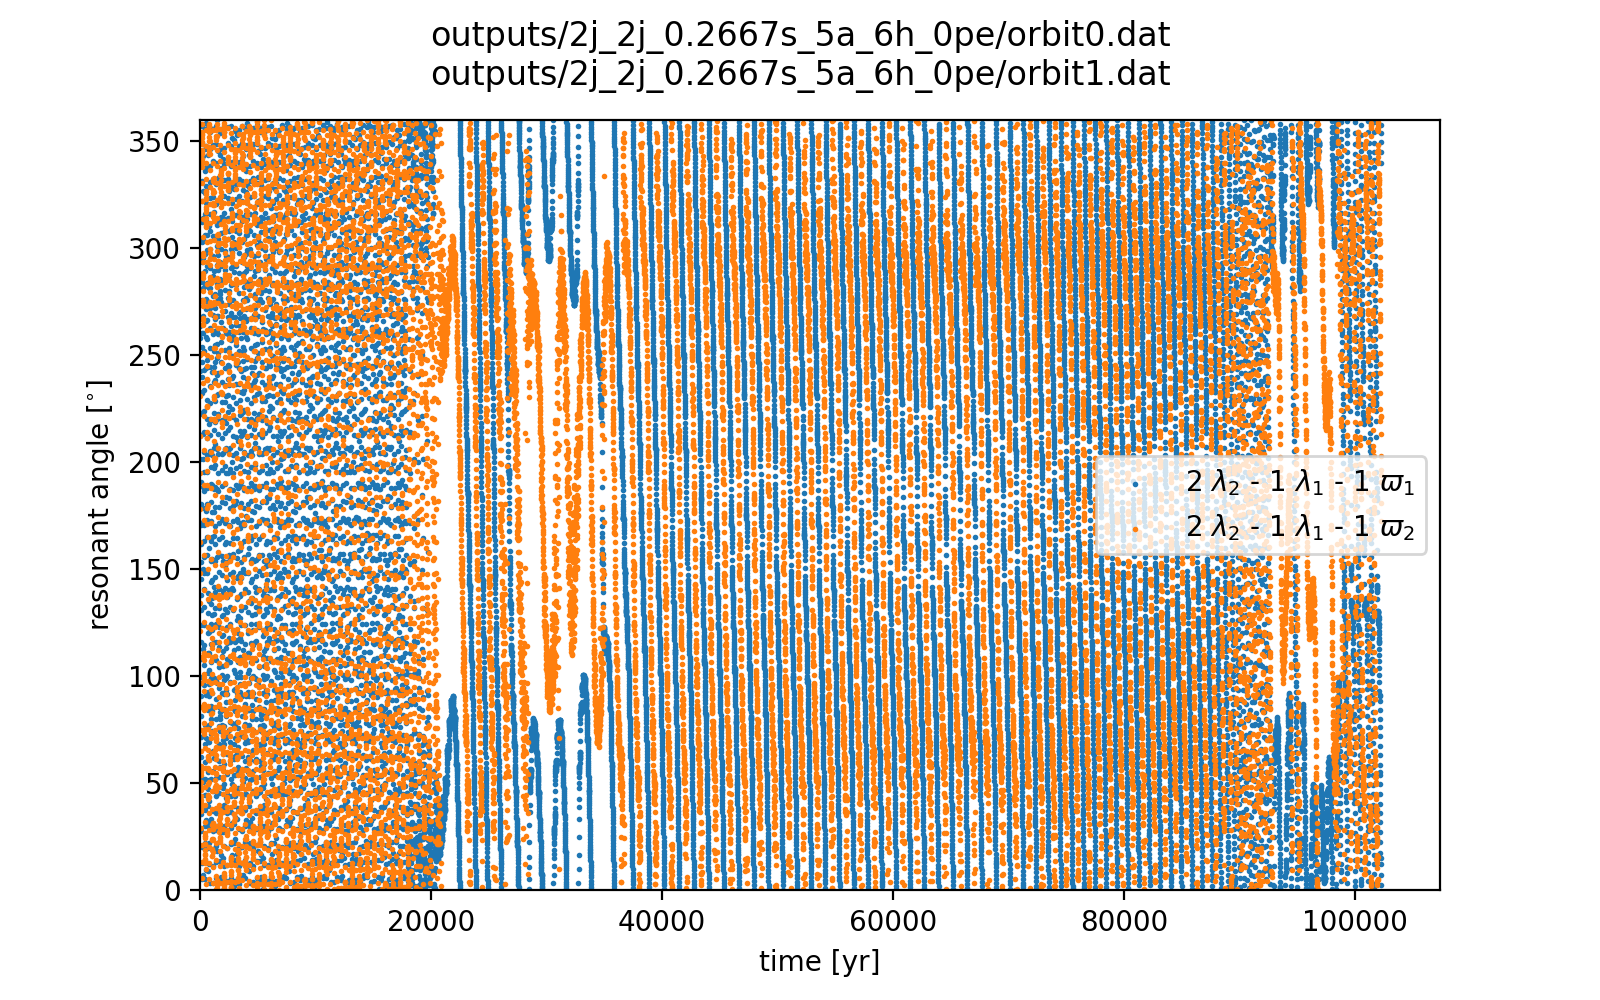 outputs/2j_2j_0.2667s_5a_6h_0pe/orbit0.dat
outputs/2j_2j_0.2667s_5a_6h_0pe/orbit1.dat
350
300
250
200
150
100
50
0
resonant angle [°]
2 λ₂ - 1 λ₁ - 1 ϖ₁
2 λ₂ - 1 λ₁ - 1 ϖ₂
0 20000 40000 60000 80000 100000
time [yr]